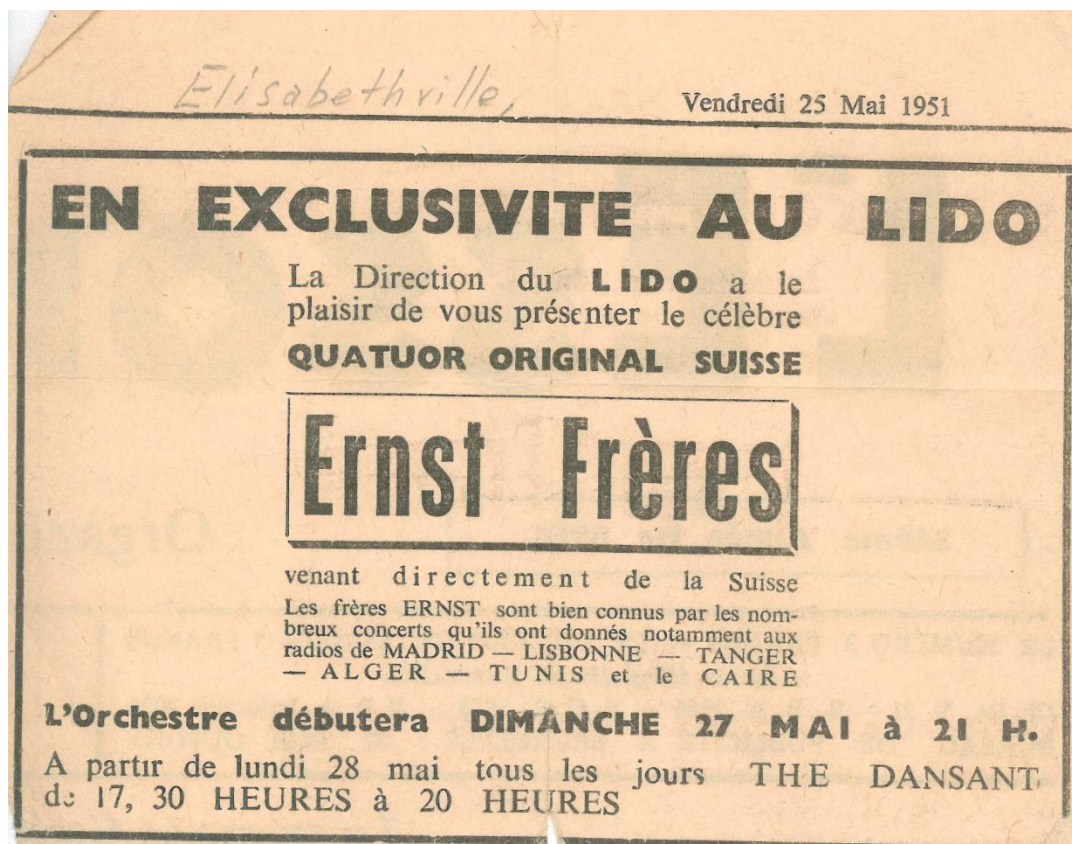 Elisabethville,
Vendredi 25 Mai 1951
EN EXCLUSIVITE AU LIDO
La Direction du LIDO a le
plaisir de vous présenter le célèbre
QUATUOR ORIGINAL SUISSE
Ernst Frères
venant directement de la Suisse
Les frères ERNST sont bien connus par les nom-
breux concerts qu'ils ont donnés notamment aux
radios de MADRID — LISBONNE — TANGER
— ALGER — TUNIS et le CAIRE
L'Orchestre débutera DIMANCHE 27 MAI à 21 H.
A partir de lundi 28 mai tous les jours THE DANSANT
de 17, 30 HEURES à 20 HEURES